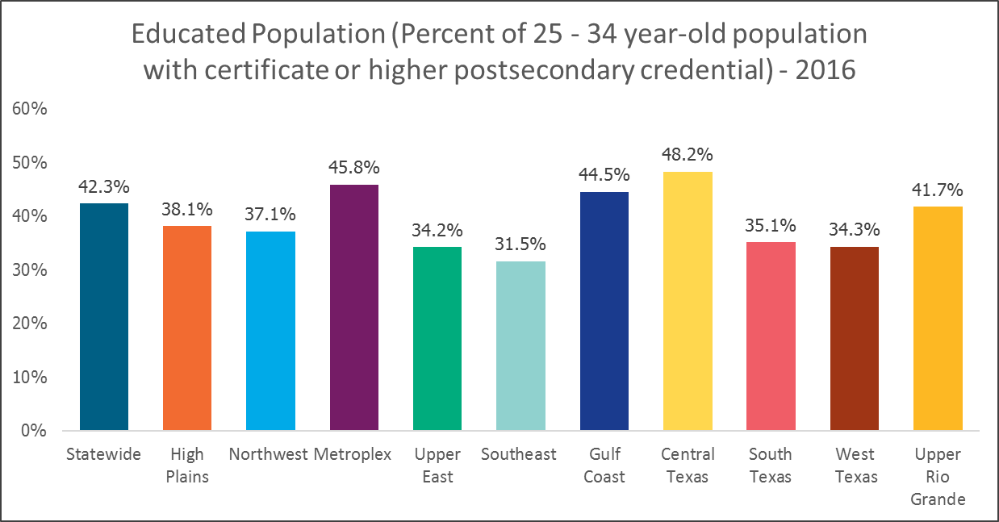 Educated Population (Percent of 25 - 34 year-old population
with certificate or higher postsecondary credential) - 2016
60%
50%
40%
30%
20%
10%
0%
42.3%
38.1%
37.1%
45.8%
34.2%
31.5%
44.5%
48.2%
35.1%
34.3%
41.7%
Statewide
High
Plains
Northwest
Metroplex
Upper
East
Southeast
Gulf
Coast
Central
Texas
South
Texas
West
Texas
Upper
Rio
Grande